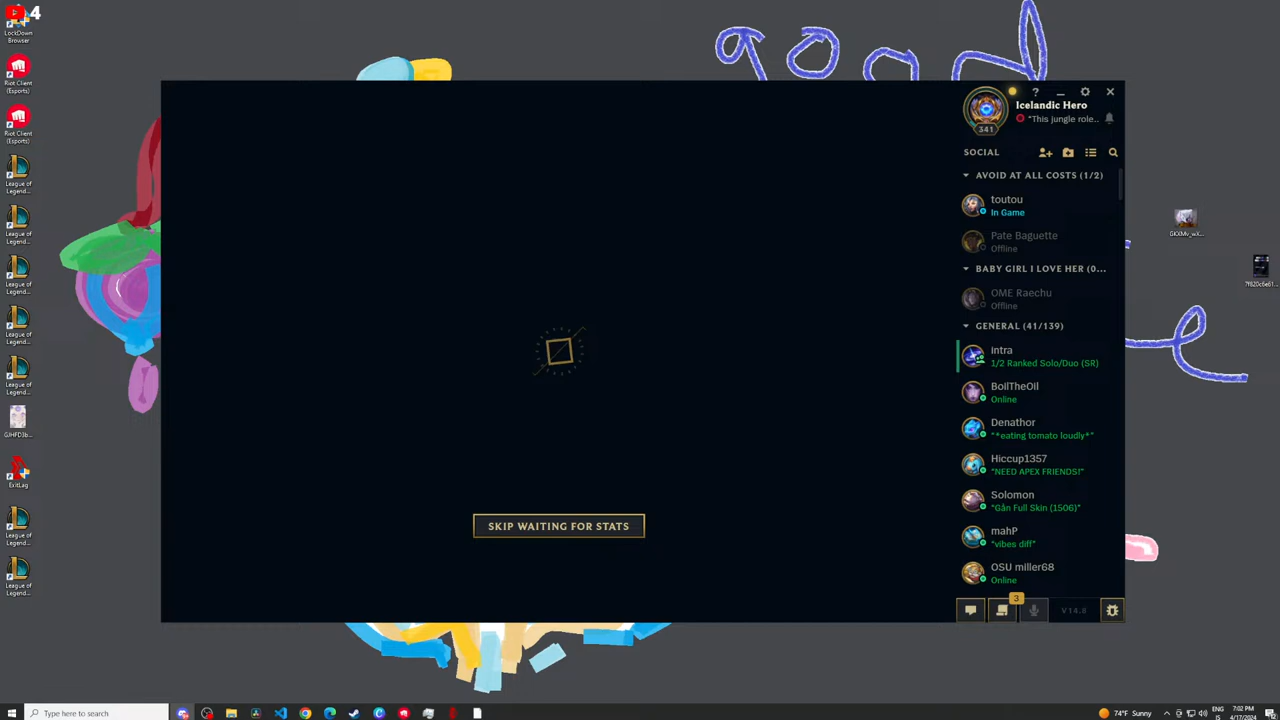 4
LockDown
Browser
Riot Client
(Esports)
Riot Client
(Esports)
League of
Legend...
League of
Legend...
League of
Legend...
League of
Legend...
League of
Legend...
GJHFD3b...
ExitLag
League of
Legend...
League of
Legend...
good
341
Icelandic Hero
"This jungle role..
SOCIAL
AVOID AT ALL COSTS (1/2)
toutou
In Game
Pate Baguette
Offline
BABY GIRL I LOVE HER (0...
OME Raechu
Offline
GENERAL (41/139)
intra
1/2 Ranked Solo/Duo (SR)
BoilTheOil
Online
Denathor
"*eating tomato loudly*"
Hiccup1357
"NEED APEX FRIENDS!"
Solomon
"Gắn Full Skin (1506)"
mahP
"vibes diff"
OSU miller68
Online
3
V14.8
SKIP WAITING FOR STATS
Type here to search
74°F Sunny
ENG
IS
7:02 PM
4/17/2024